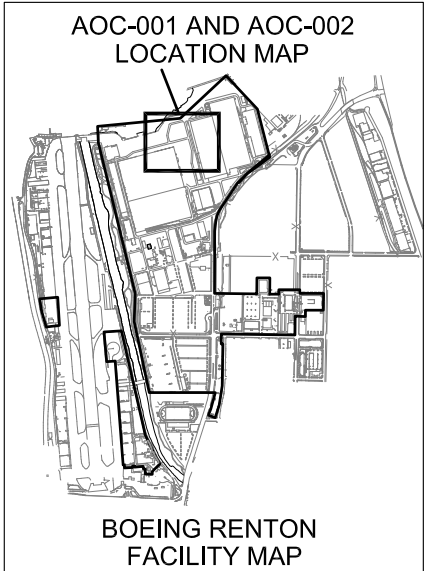 AOC-001 AND AOC-002
LOCATION MAP
BOEING RENTON
FACILITY MAP